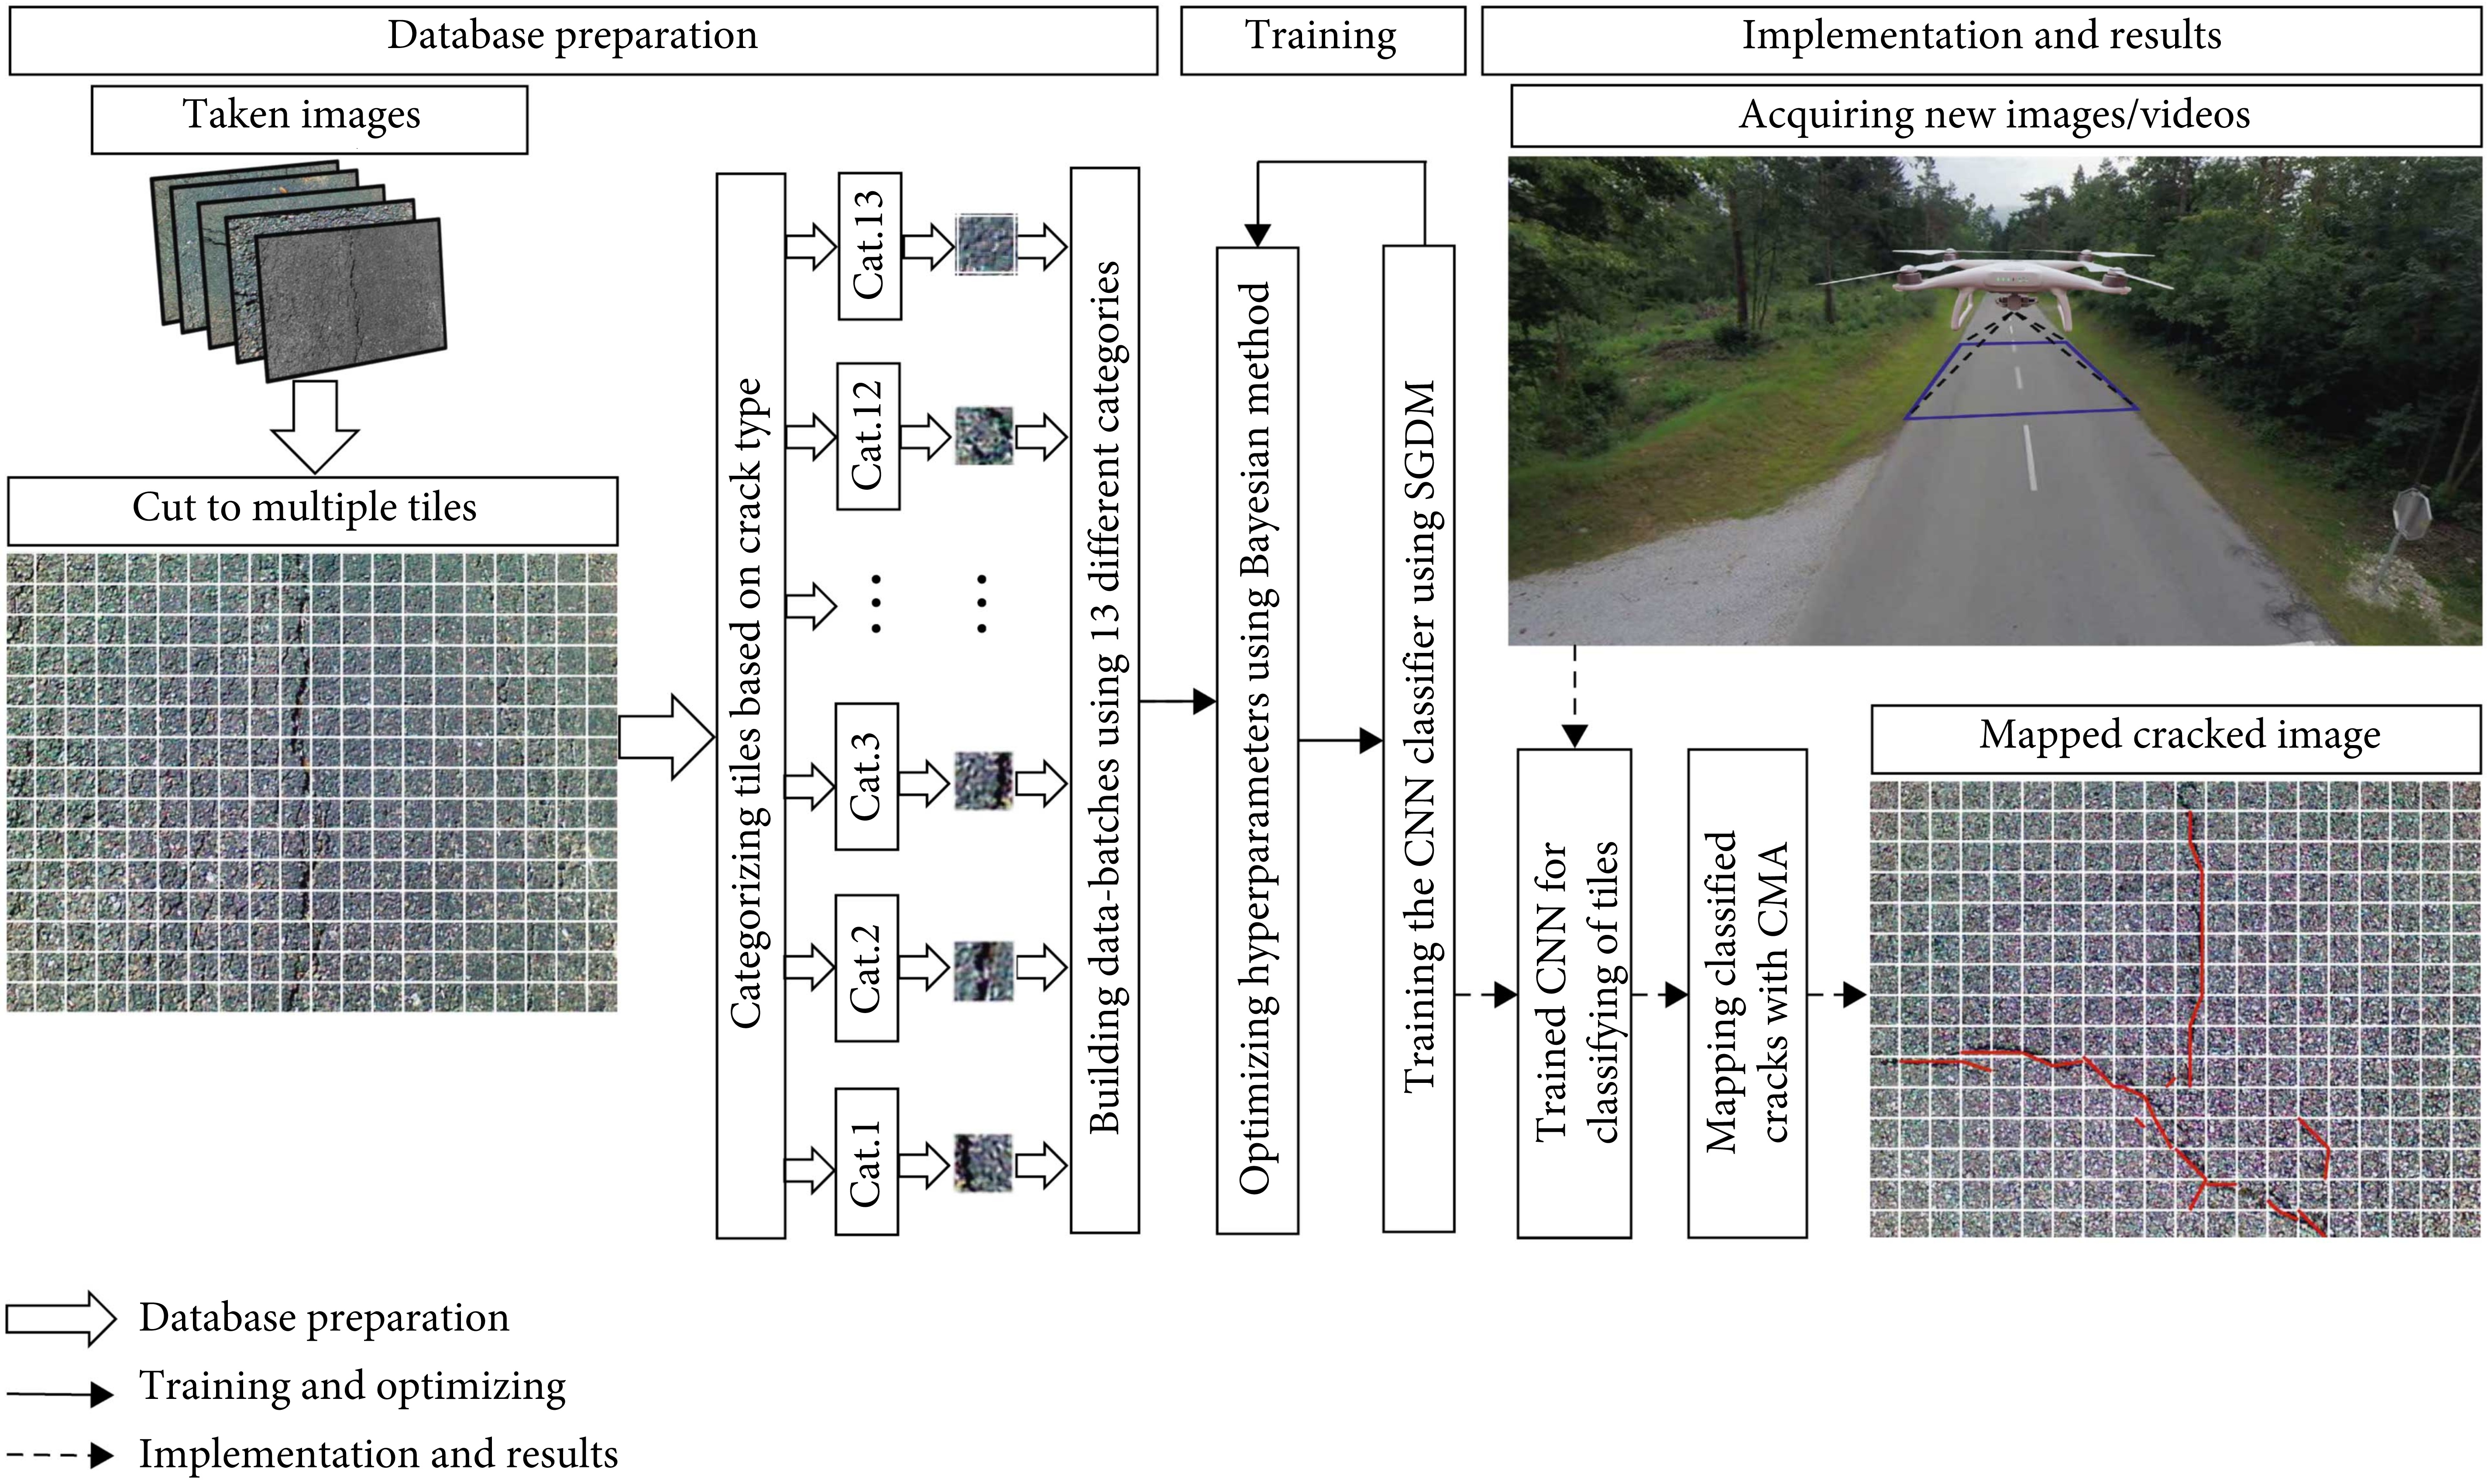 Database preparation
Training
Implementation and results
Taken images
Acquiring new images/videos
Cut to multiple tiles
Categorizing tiles based on crack type
Cat.13
Cat.12
Cat.3
Cat.2
Cat.1
Building data-batches using 13 different categories
Optimizing hyperparameters using Bayesian method
Training the CNN classifier using SGDM
Trained CNN for
classifying of tiles
Mapping classified
cracks with CMA
Mapped cracked image
Database preparation
Training and optimizing
Implementation and results